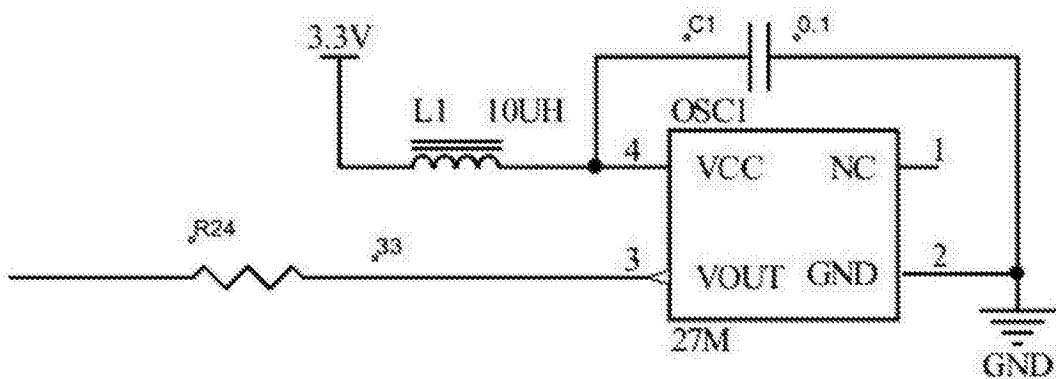 C1 0.1
3.3V
L1 10UH OSC1
4 VCC NC 1
R24 33
3 VOUT GND 2
27M
GND